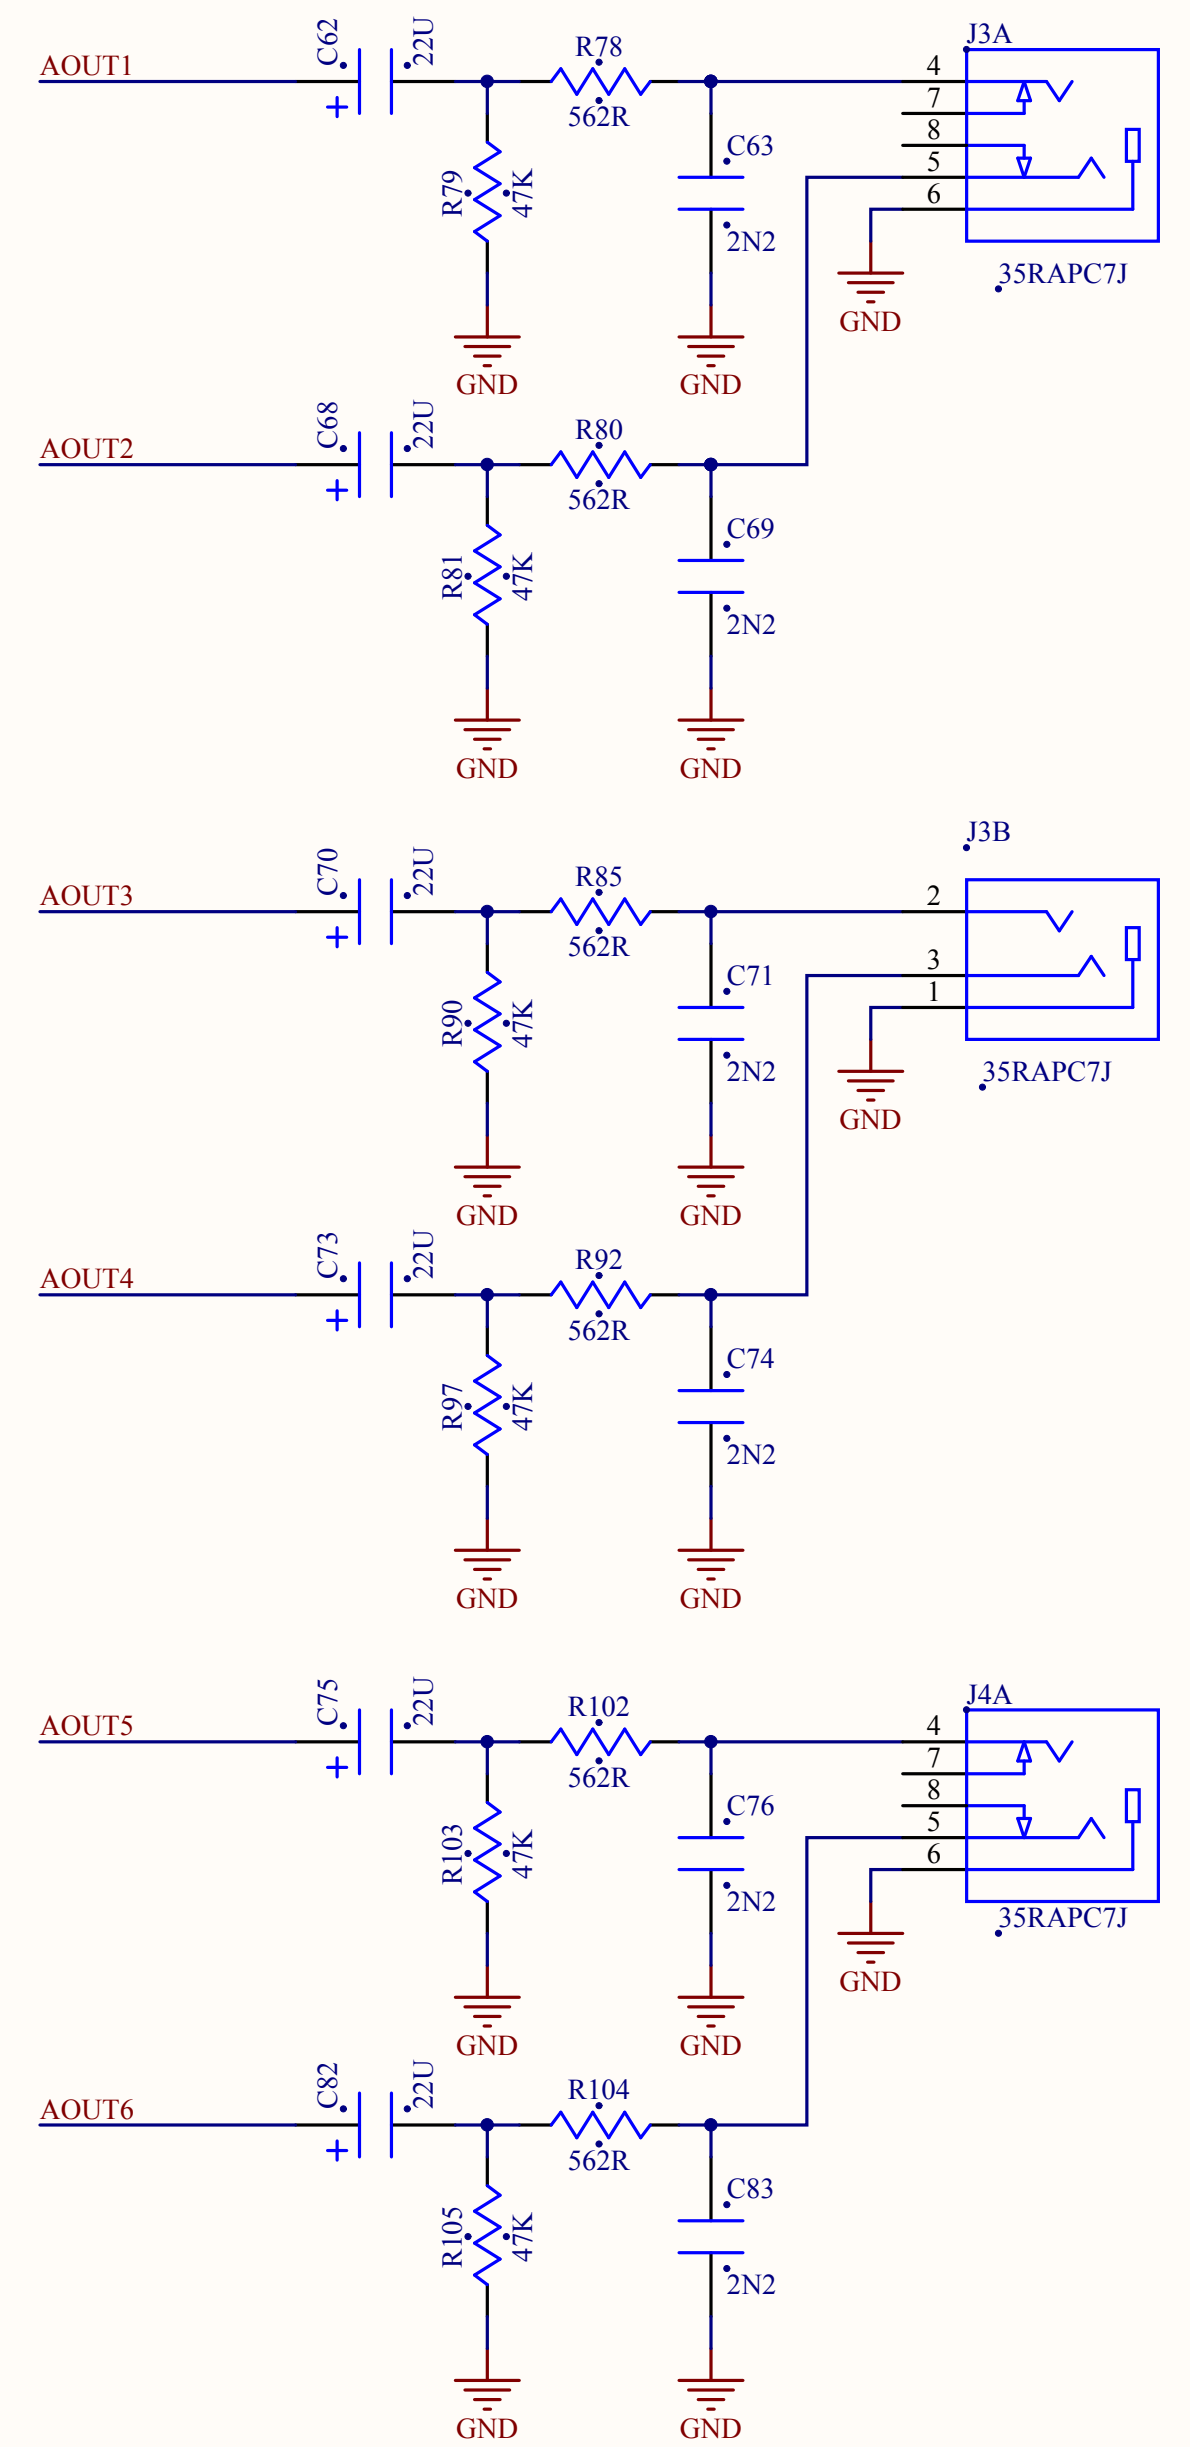 AOUT1
C62
22U
R78
562R
R79
47K
GND
C63
2N2
GND
J3A
4
7
8
5
6
35RAPC7J
GND
AOUT2
C68
22U
R80
562R
R81
47K
GND
C69
2N2
GND
AOUT3
C70
22U
R85
562R
R90
47K
GND
C71
2N2
GND
J3B
2
3
1
35RAPC7J
GND
AOUT4
C73
22U
R92
562R
R97
47K
GND
C74
2N2
GND
AOUT5
C75
22U
R102
562R
R103
47K
GND
C76
2N2
GND
J4A
4
7
8
5
6
35RAPC7J
GND
AOUT6
C82
22U
R104
562R
R105
47K
GND
C83
2N2
GND